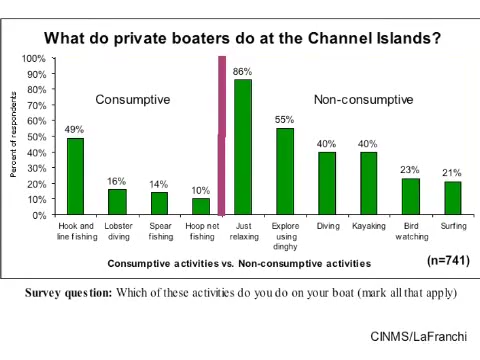 What do private boaters do at the Channel Islands?
100%
90%
80%
70%
60%
50%
40%
30%
20%
10%
0%
Percent of respondents
Consumptive
Non-consumptive
49%
16%
14%
10%
86%
55%
40%
40%
23%
21%
Hook and
line fishing
Lobster
diving
Spear
fishing
Hoop net
fishing
Just
relaxing
Explore
using
dinghy
Diving
Kayaking
Bird
watching
Surfing
Consumptive activities vs. Non-consumptive activities
(n=741)
Survey question: Which of these activities do you do on your boat (mark all that apply)
CINMS/LaFranchi